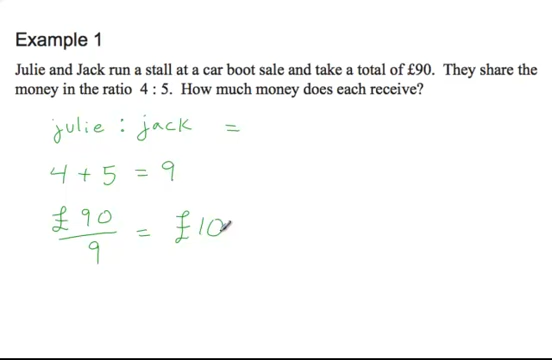 Example 1
Julie and Jack run a stall at a car boot sale and take a total of £90. They share the
money in the ratio 4 : 5. How much money does each receive?
julie : jack =
4 + 5 = 9
£90/9 = £10